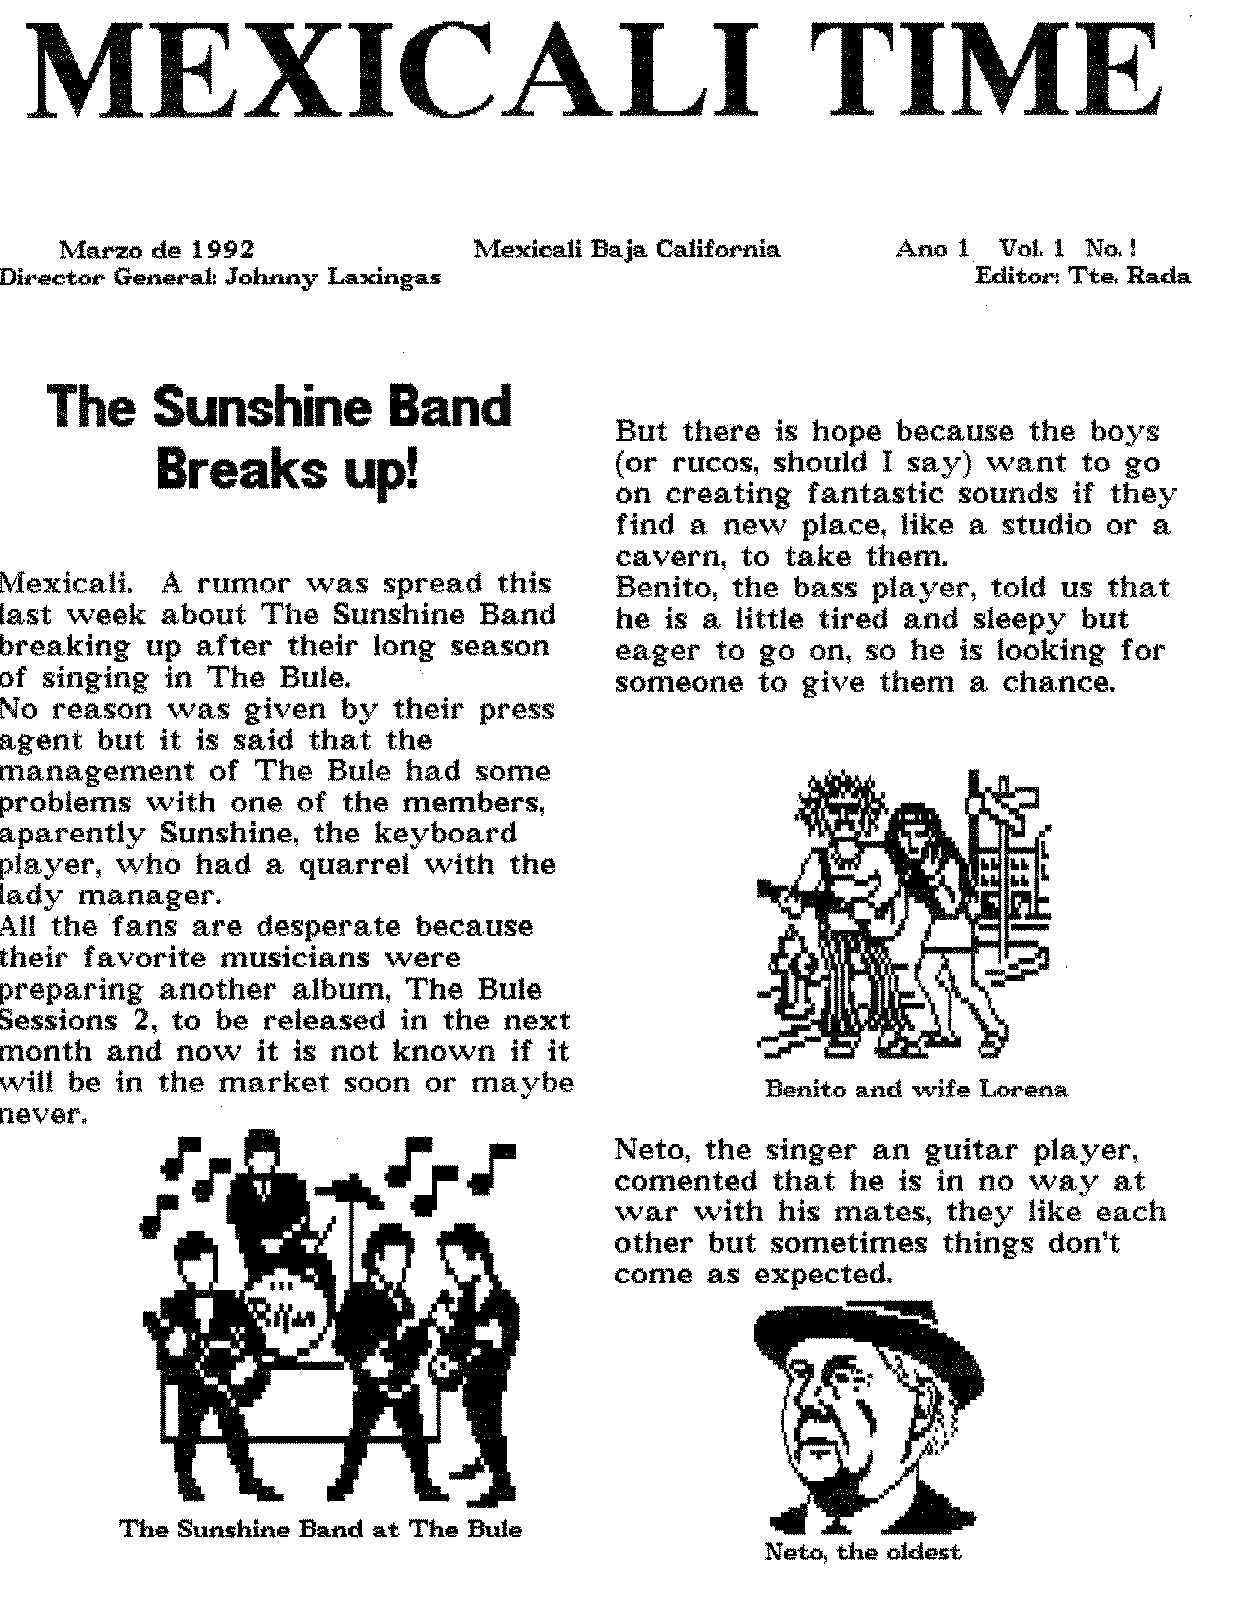 MEXICALI TIME
Marzo de 1992 Mexicali Baja California Ano 1 Vol. 1 No. !
Director General: Johnny Laxingas Editor: Tte. Rada
The Sunshine Band
Breaks up!
Mexicali. A rumor was spread this
last week about The Sunshine Band
breaking up after their long season
of singing in The Bule.
No reason was given by their press
agent but it is said that the
management of The Bule had some
problems with one of the members,
aparently Sunshine, the keyboard
player, who had a quarrel with the
lady manager.
All the fans are desperate because
their favorite musicians were
preparing another album, The Bule
Sessions 2, to be released in the next
month and now it is not known if it
will be in the market soon or maybe
never.
The Sunshine Band at The Bule
But there is hope because the boys
(or rucos, should I say) want to go
on creating fantastic sounds if they
find a new place, like a studio or a
cavern, to take them.
Benito, the bass player, told us that
he is a little tired and sleepy but
eager to go on, so he is looking for
someone to give them a chance.
Benito and wife Lorena
Neto, the singer an guitar player,
comented that he is in no way at
war with his mates, they like each
other but sometimes things don't
come as expected.
Neto, the oldest